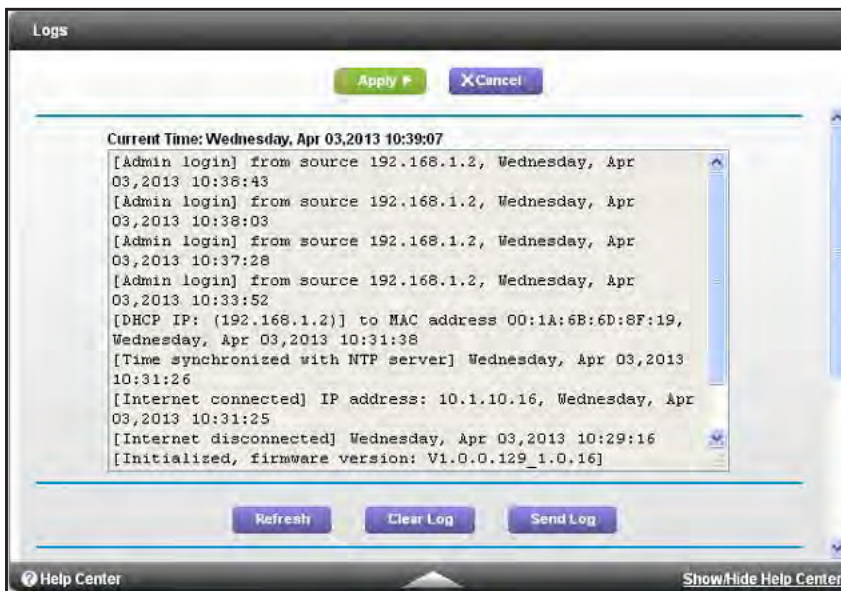 Logs
Apply
X Cancel
Current Time: Wednesday, Apr 03,2013 10:39:07
[Admin login] from source 192.168.1.2, Wednesday, Apr
03,2013 10:38:43
[Admin login] from source 192.168.1.2, Wednesday, Apr
03,2013 10:38:03
[Admin login] from source 192.168.1.2, Wednesday, Apr
03,2013 10:37:28
[Admin login] from source 192.168.1.2, Wednesday, Apr
03,2013 10:33:52
[DHCP IP: (192.168.1.2)] to MAC address 00:1A:6B:6D:8F:19,
Wednesday, Apr 03,2013 10:31:38
[Time synchronized with NTP server] Wednesday, Apr 03,2013
10:31:26
[Internet connected] IP address: 10.1.10.16, Wednesday, Apr
03,2013 10:31:25
[Internet disconnected] Wednesday, Apr 03,2013 10:29:16
[Initialized, firmware version: V1.0.0.129_1.0.16]
Refresh
Clear Log
Send Log
? Help Center
Show/Hide Help Center